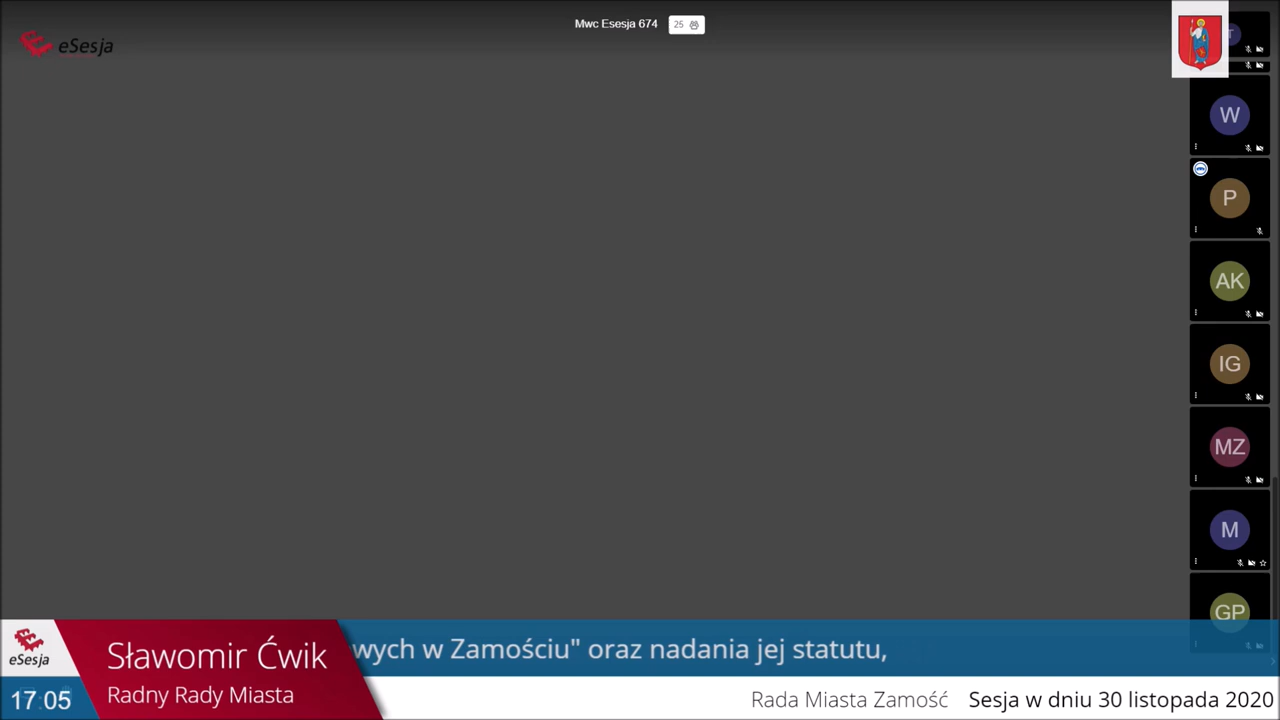 Mwc Esesja 674 25
eSesja
T
W
P
AK
IG
MZ
M
GP
wych w Zamościu" oraz nadania jej statutu,
Sławomir Ćwik
Radny Rady Miasta
eSesja
17:05
Rada Miasta Zamość Sesja w dniu 30 listopada 2020